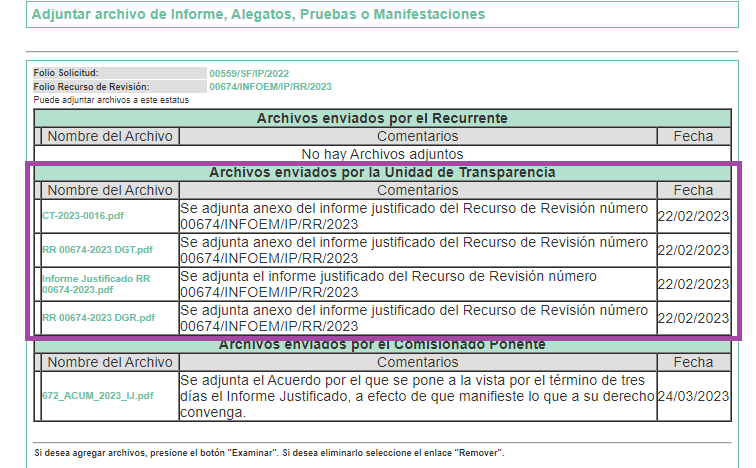 Adjuntar archivo de Informe, Alegatos, Pruebas o Manifestaciones
Folio Solicitud: 00559/SF/IP/2022
Folio Recurso de Revisión: 00674/INFOEM/IP/RR/2023
Puede adjuntar archivos a este estatus
Archivos enviados por el Recurrente
Nombre del Archivo Comentarios Fecha
No hay Archivos adjuntos
Archivos enviados por la Unidad de Transparencia
Nombre del Archivo Comentarios Fecha
CT-2023-0016.pdf Se adjunta anexo del informe justificado del Recurso de Revisión número 22/02/2023
00674/INFOEM/IP/RR/2023
RR 00674-2023 DGT.pdf Se adjunta anexo del informe justificado del Recurso de Revisión número 22/02/2023
00674/INFOEM/IP/RR/2023
Informe Justificado RR Se adjunta el informe justificado del Recurso de Revisión número 22/02/2023
00674-2023.pdf 00674/INFOEM/IP/RR/2023
RR 00674-2023 DGR.pdf Se adjunta anexo del informe justificado del Recurso de Revisión número 22/02/2023
00674/INFOEM/IP/RR/2023
Archivos enviados por el Comisionado Ponente
Nombre del Archivo Comentarios Fecha
Se adjunta el Acuerdo por el que se pone a la vista por el término de tres
672_ACUM_2023_IJ.pdf días el Informe Justificado, a efecto de que manifieste lo que a su derecho 24/03/2023
convenga.
Si desea agregar archivos, presione el botón "Examinar". Si desea eliminarlo seleccione el enlace "Remover".